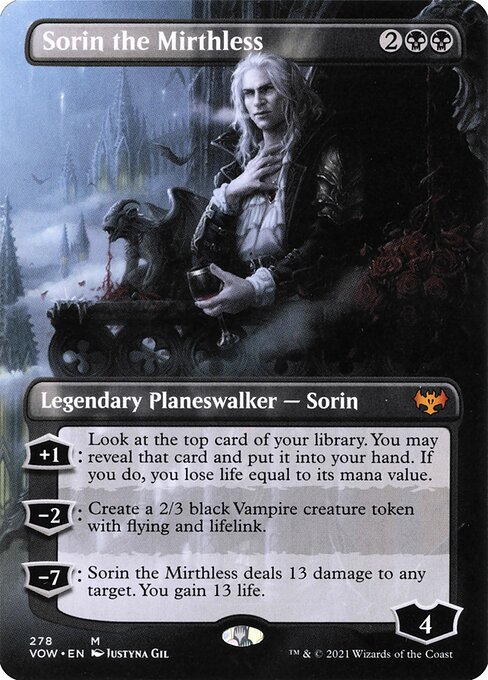 Sorin the Mirthless 2
Legendary Planeswalker — Sorin
+1 : Look at the top card of your library. You may
reveal that card and put it into your hand. If
you do, you lose life equal to its mana value.
−2 : Create a 2/3 black Vampire creature token
with flying and lifelink.
−7 : Sorin the Mirthless deals 13 damage to any
target. You gain 13 life.
4
278 M
VOW • EN Justyna Gil
™ & © 2021 Wizards of the Coast